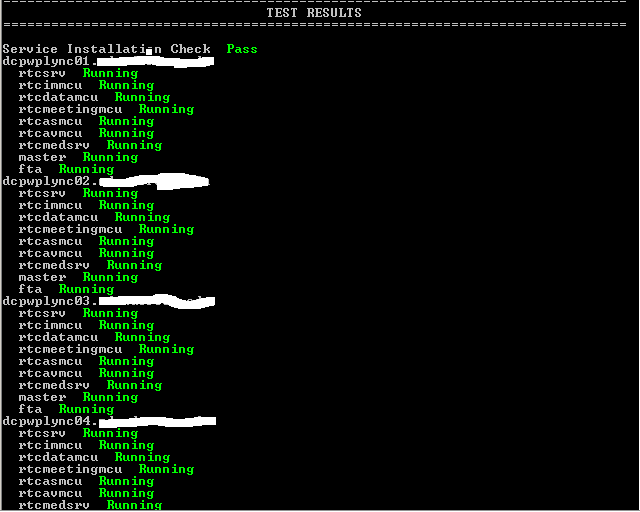 --------------------------------------------------------------------------------
TEST RESULTS
================================================================================
Service Installation Check Pass
dcpwplync01.
rtcsrv Running
rtcimmcu Running
rtcdatamcu Running
rtcmeetingmcu Running
rtcasmcu Running
rtcavmcu Running
rtcmedsrv Running
master Running
fta Running
dcpwplync02.
rtcsrv Running
rtcimmcu Running
rtcdatamcu Running
rtcmeetingmcu Running
rtcasmcu Running
rtcavmcu Running
rtcmedsrv Running
master Running
fta Running
dcpwplync03.
rtcsrv Running
rtcimmcu Running
rtcdatamcu Running
rtcmeetingmcu Running
rtcasmcu Running
rtcavmcu Running
rtcmedsrv Running
master Running
fta Running
dcpwplync04.
rtcsrv Running
rtcimmcu Running
rtcdatamcu Running
rtcmeetingmcu Running
rtcasmcu Running
rtcavmcu Running
rtcmedsrv Running